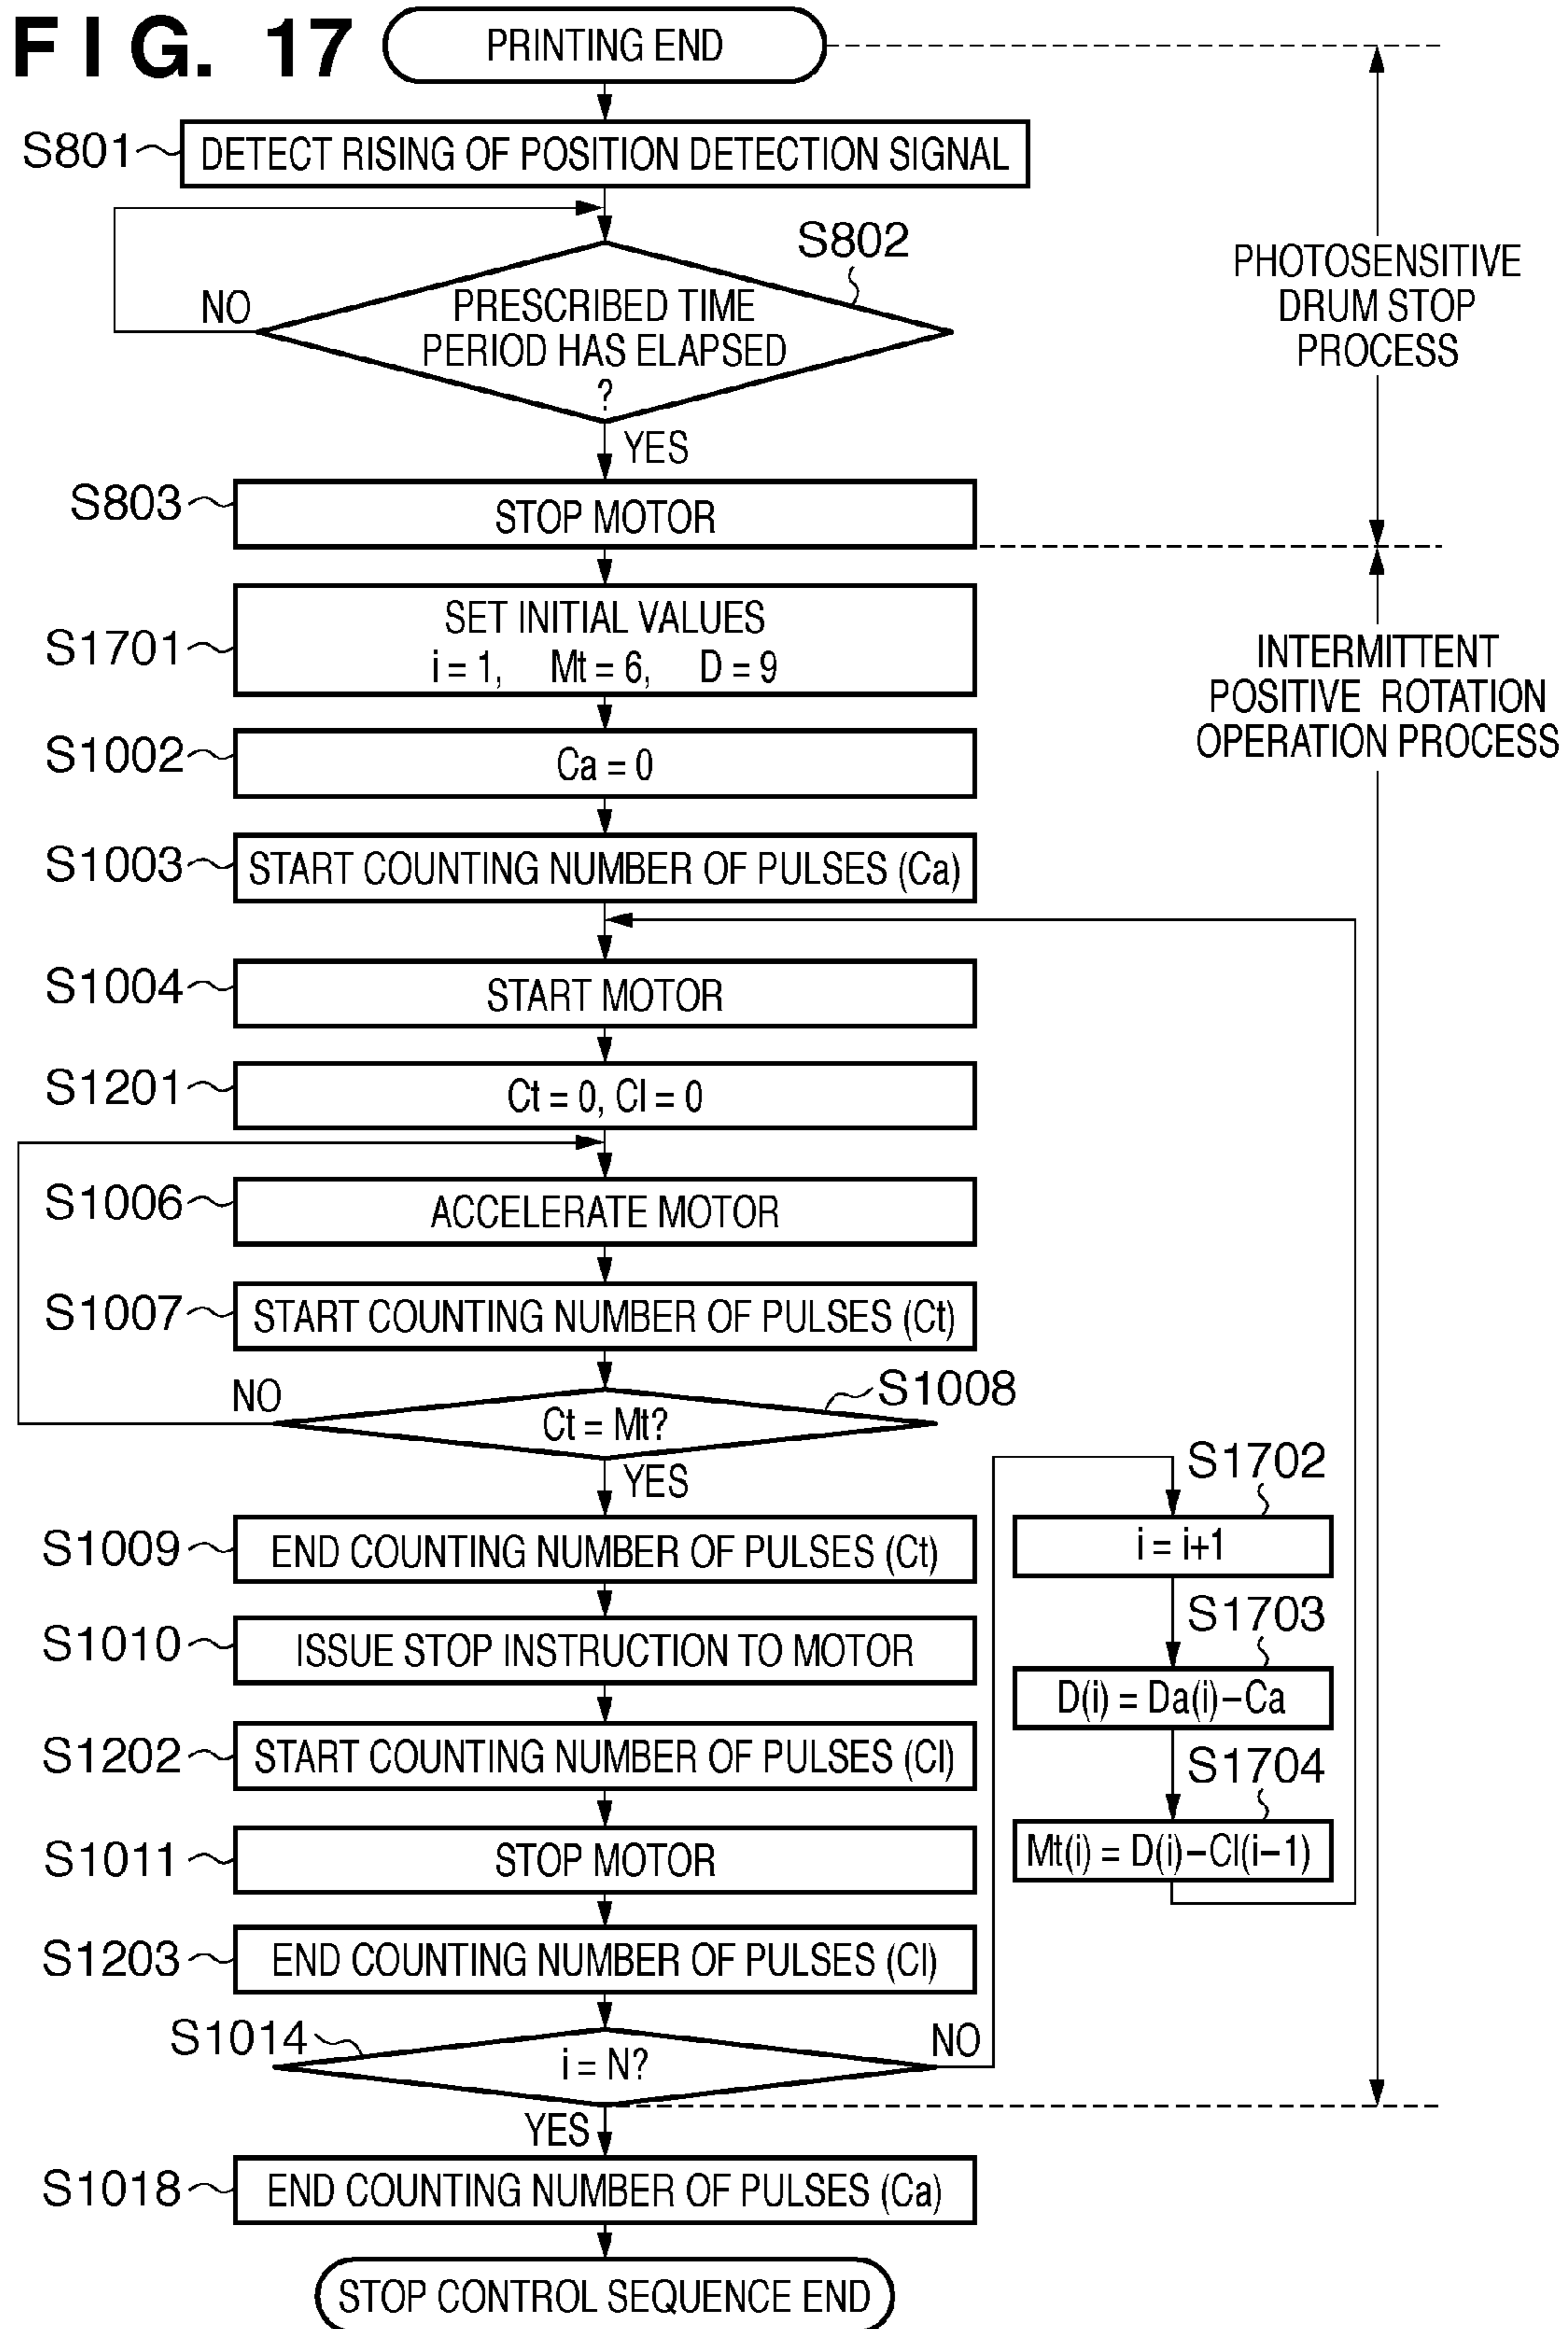 FIG. 17
PRINTING END
S801
DETECT RISING OF POSITION DETECTION SIGNAL
S802
NO
PRESCRIBED TIME
PERIOD HAS ELAPSED
?
YES
PHOTOSENSITIVE
DRUM STOP
PROCESS
S803
STOP MOTOR
S1701
SET INITIAL VALUES
i = 1, Mt = 6, D = 9
INTERMITTENT
POSITIVE ROTATION
OPERATION PROCESS
S1002
Ca = 0
S1003
START COUNTING NUMBER OF PULSES (Ca)
S1004
START MOTOR
S1201
Ct = 0, Cl = 0
S1006
ACCELERATE MOTOR
S1007
START COUNTING NUMBER OF PULSES (Ct)
NO
S1008
Ct = Mt?
YES
S1009
END COUNTING NUMBER OF PULSES (Ct)
S1010
ISSUE STOP INSTRUCTION TO MOTOR
S1202
START COUNTING NUMBER OF PULSES (Cl)
S1011
STOP MOTOR
S1203
END COUNTING NUMBER OF PULSES (Cl)
S1014
i = N?
NO
S1702
i = i+1
S1703
D(i) = Da(i)−Ca
S1704
Mt(i) = D(i)−Cl(i−1)
YES
S1018
END COUNTING NUMBER OF PULSES (Ca)
STOP CONTROL SEQUENCE END